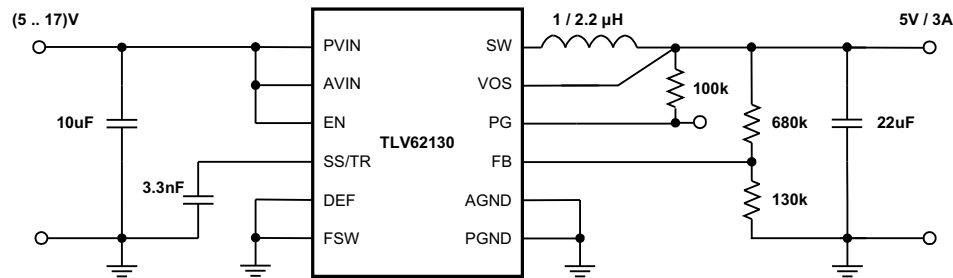 (5 .. 17)V
1 / 2.2 µH
5V / 3A
PVIN
SW
AVIN
VOS
100k
10uF
EN
PG
680k
22uF
TLV62130
SS/TR
FB
3.3nF
DEF
AGND
130k
FSW
PGND